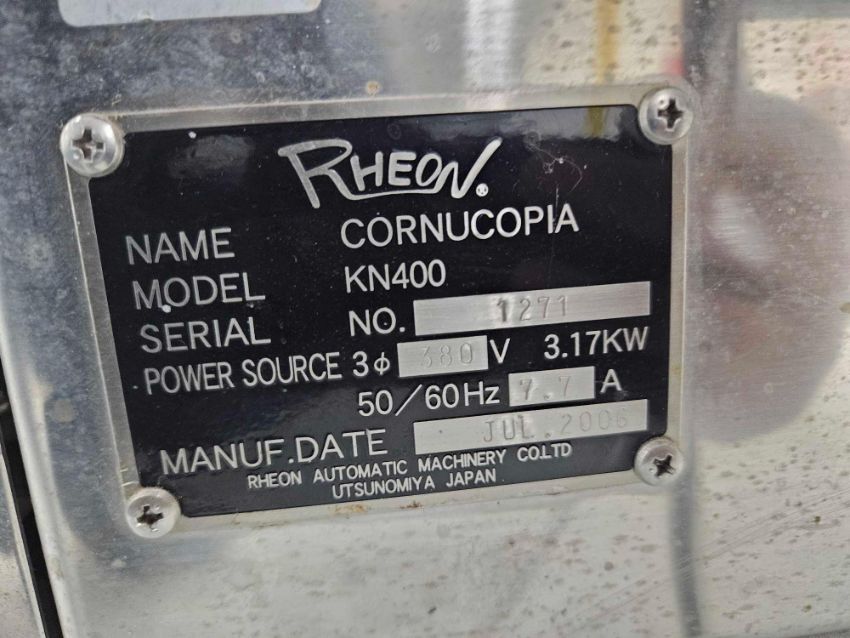 RHEON.
NAME CORNUCOPIA
MODEL KN400
SERIAL NO. 1271
POWER SOURCE 3φ 380 V 3.17KW
50/60Hz 7.7 A
MANUF.DATE JUL.2006
RHEON AUTOMATIC MACHINERY CO.LTD
UTSUNOMIYA JAPAN